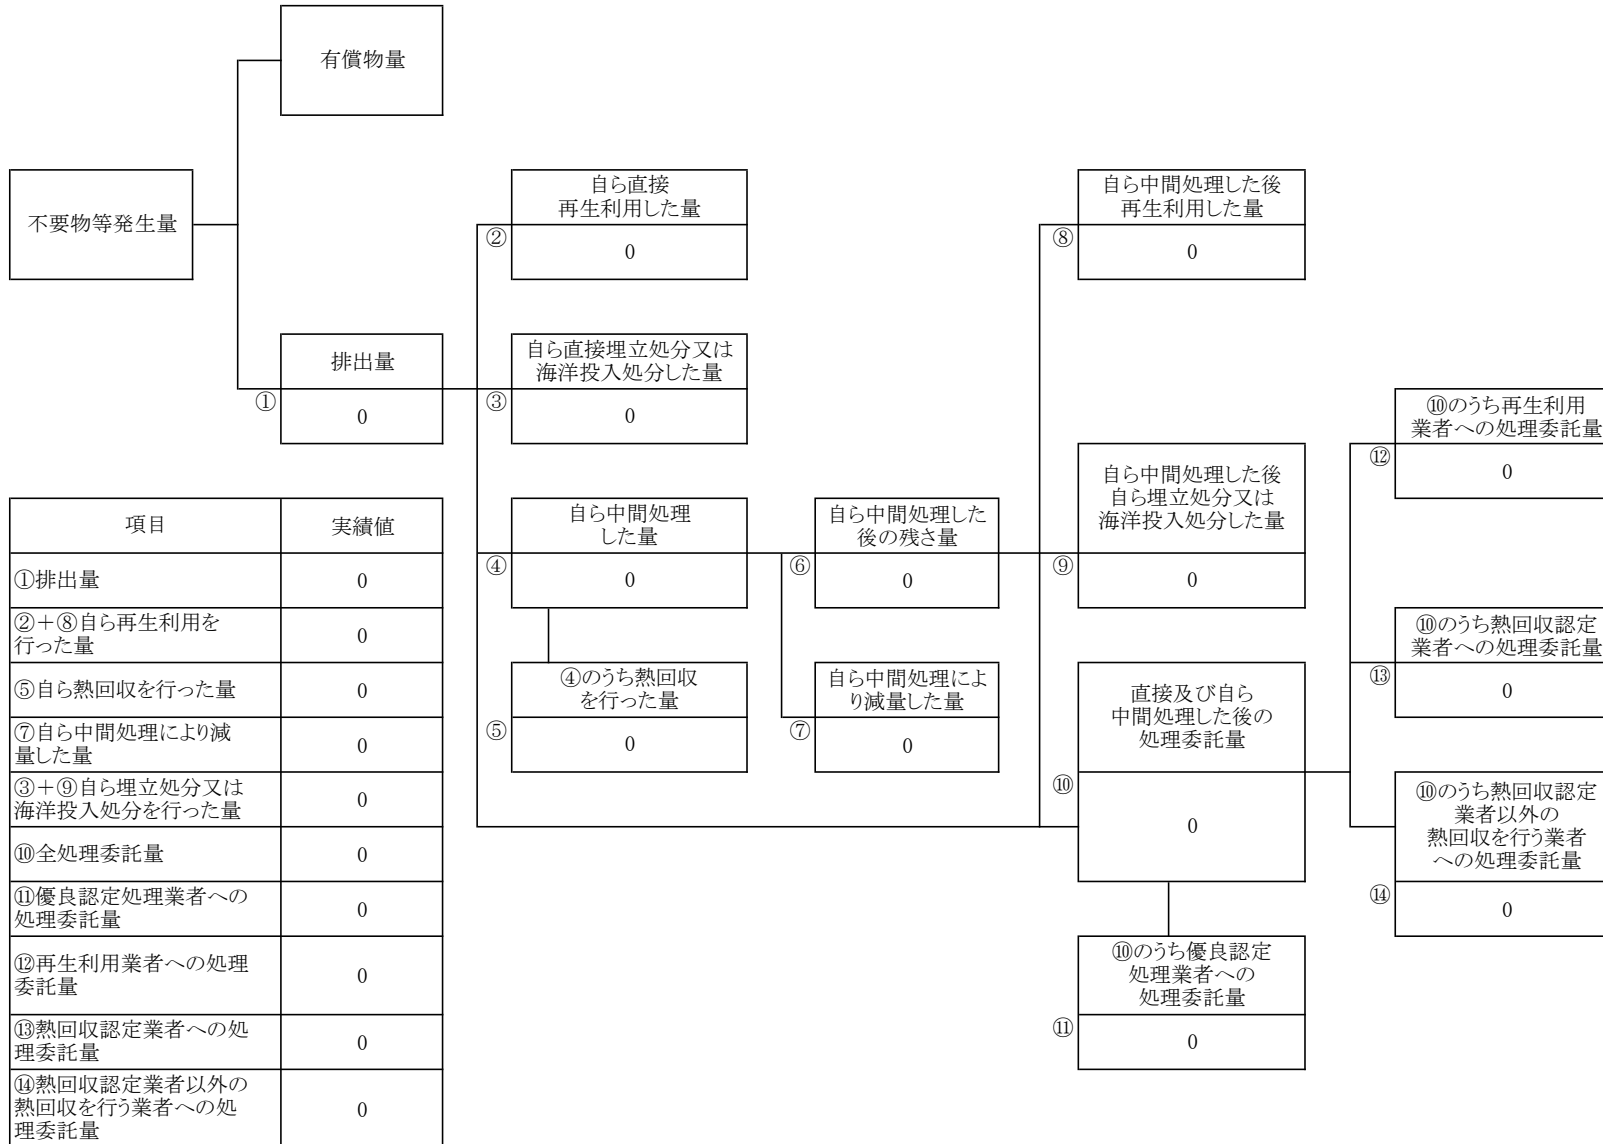 有償物量
不要物等発生量
自ら直接
再生利用した量
②
0
自ら中間処理した後
再生利用した量
⑧
0
排出量
①
0
自ら直接埋立処分又は
海洋投入処分した量
③
0
⑩のうち再生利用
業者への処理委託量
⑫
0
自ら中間処理
した量
④
0
自ら中間処理した
後の残さ量
⑥
0
自ら中間処理した後
自ら埋立処分又は
海洋投入処分した量
⑨
0
⑩のうち熱回収認定
業者への処理委託量
⑬
0
④のうち熱回収
を行った量
⑤
0
自ら中間処理によ
り減量した量
⑦
0
直接及び自ら
中間処理した後の
処理委託量
⑩
0
⑩のうち熱回収認定
業者以外の
熱回収を行う業者
への処理委託量
⑭
0
⑩のうち優良認定
処理業者への
処理委託量
⑪
0
項目 実績値
①排出量 0
②＋⑧自ら再生利用を
行った量 0
⑤自ら熱回収を行った量 0
⑦自ら中間処理により減
量した量 0
③＋⑨自ら埋立処分又は
海洋投入処分を行った量 0
⑩全処理委託量 0
⑪優良認定処理業者への
処理委託量 0
⑫再生利用業者への処理
委託量 0
⑬熱回収認定業者への処
理委託量 0
⑭熱回収認定業者以外の
熱回収を行う業者への処
理委託量 0